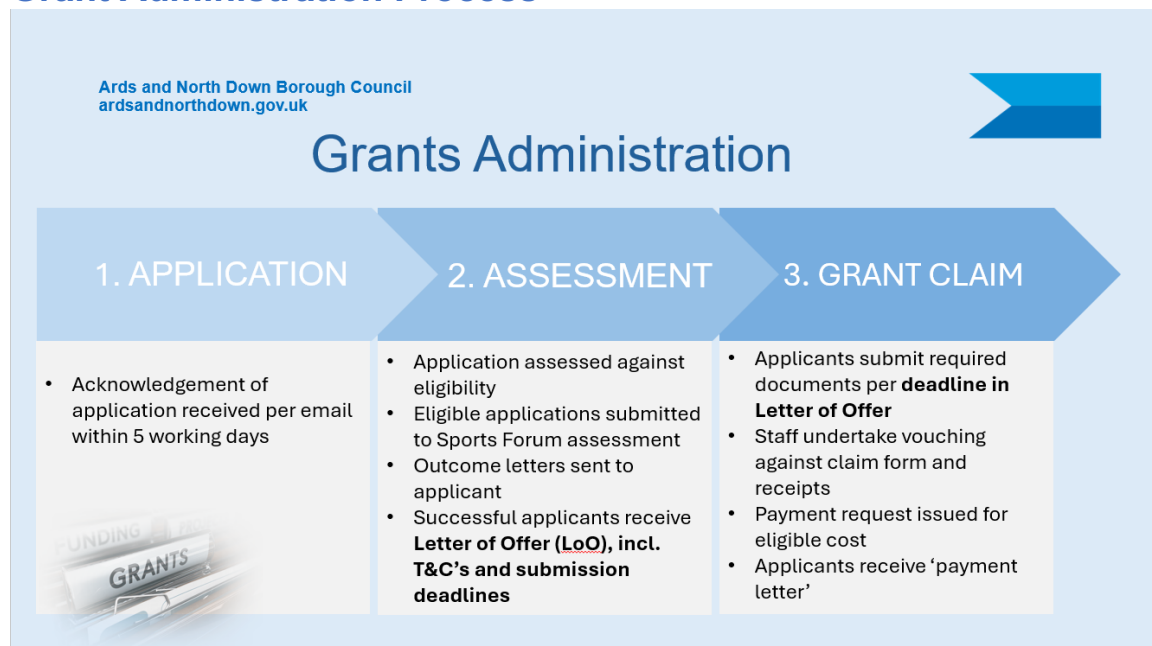 Grant Administration Process
Ards and North Down Borough Council
ardsandnorthdown.gov.uk
Grants Administration
1. APPLICATION
• Acknowledgement of
application received per email
within 5 working days
FUNDING
GRANTS
2. ASSESSMENT
• Application assessed against
eligibility
• Eligible applications submitted
to Sports Forum assessment
• Outcome letters sent to
applicant
• Successful applicants receive
Letter of Offer (LoO), incl.
T&C’s and submission
deadlines
3. GRANT CLAIM
• Applicants submit required
documents per deadline in
Letter of Offer
• Staff undertake vouching
against claim form and
receipts
• Payment request issued for
eligible cost
• Applicants receive ‘payment
letter’